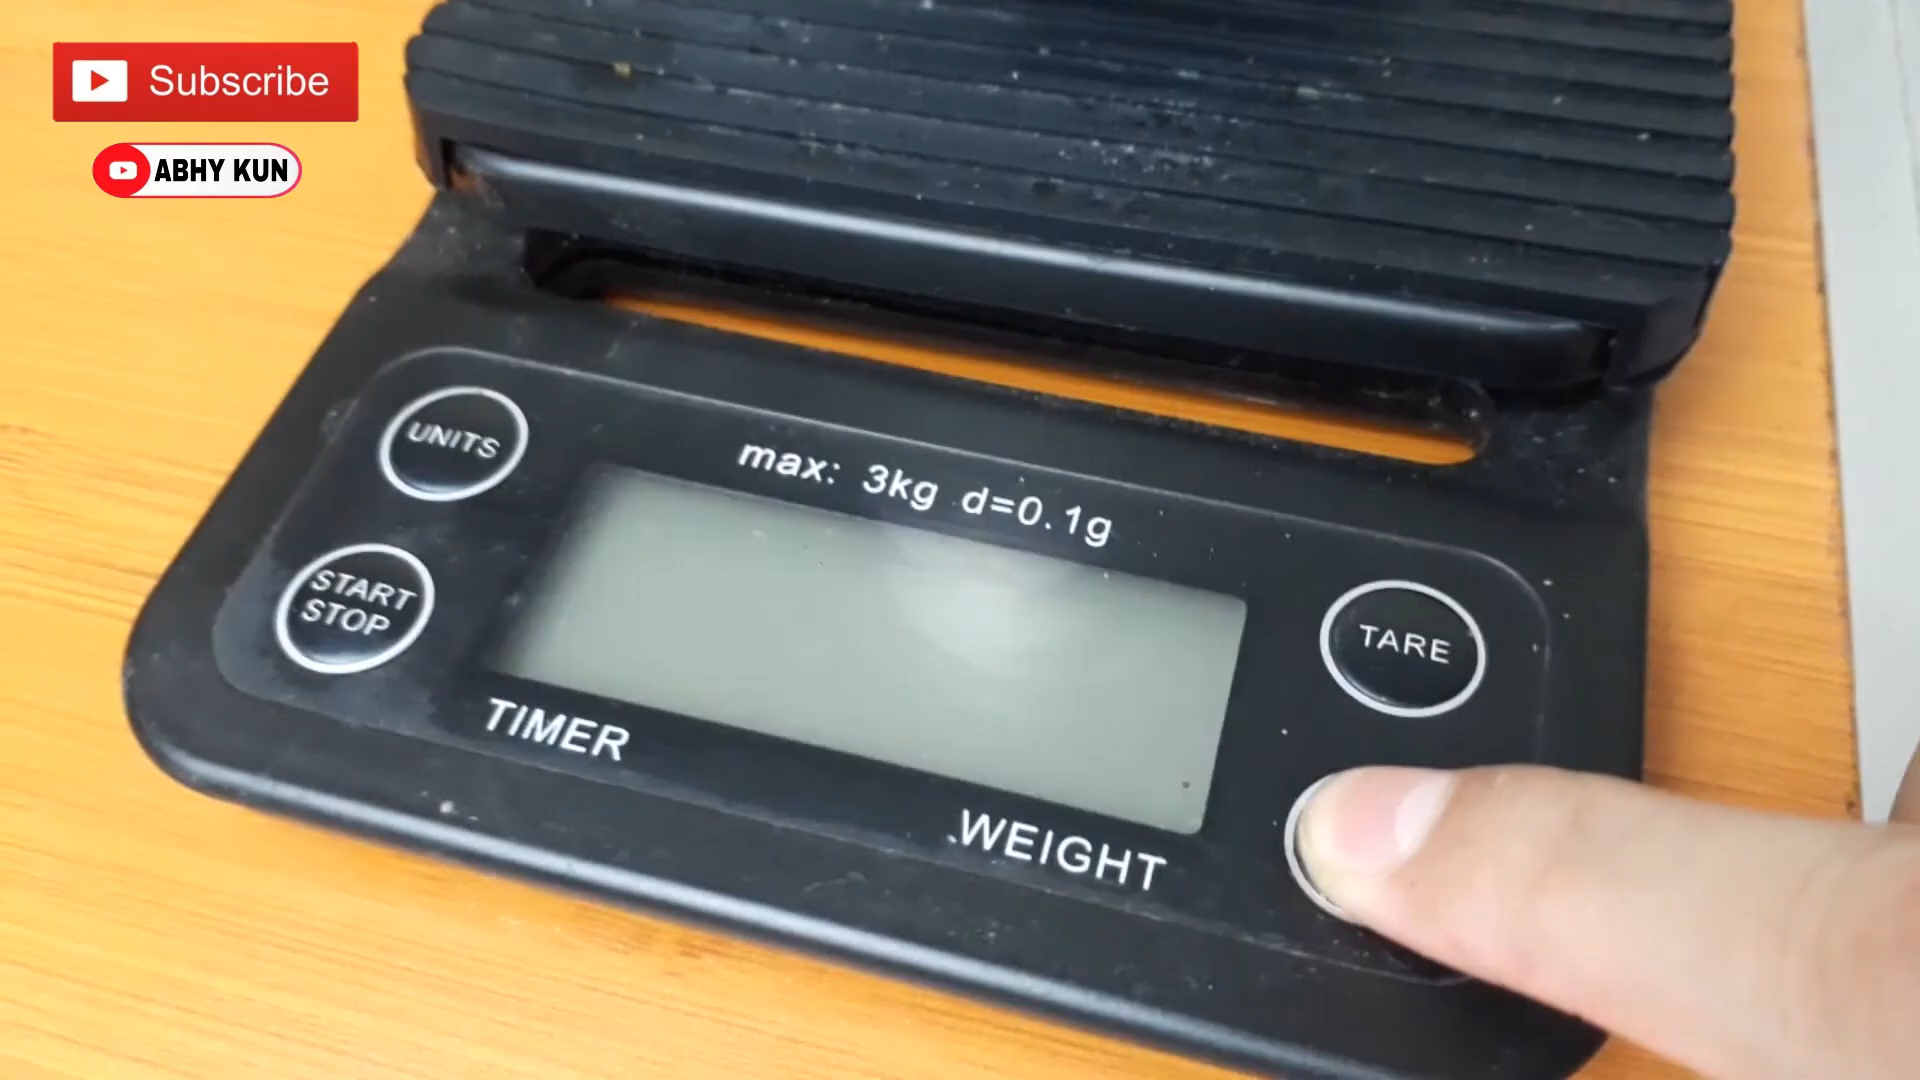 Subscribe
ABHY KUN
UNITS
max: 3kg d=0.1g
START
STOP
TARE
TIMER
WEIGHT